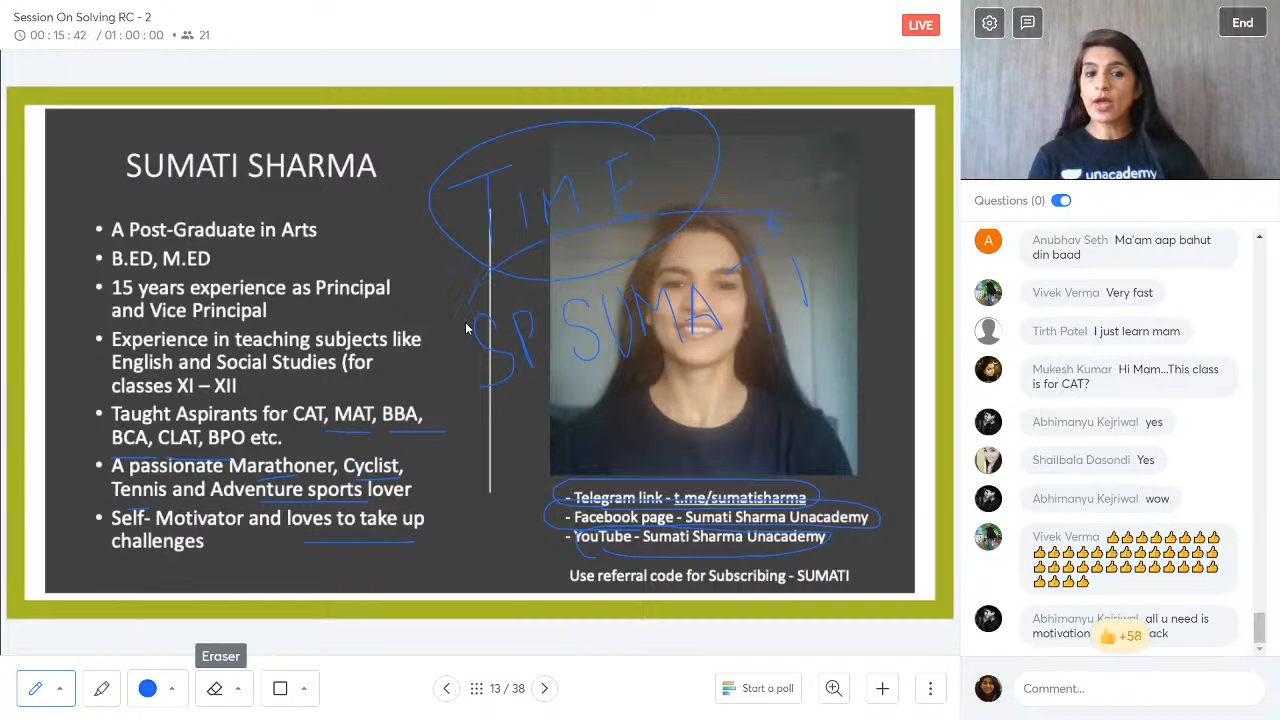 Session On Solving RC - 2
00 : 15 : 42 / 01 : 00 : 00 • 21
LIVE
End
SUMATI SHARMA
• A Post-Graduate in Arts
• B.ED, M.ED
• 15 years experience as Principal
and Vice Principal
• Experience in teaching subjects like
English and Social Studies (for
classes XI – XII
• Taught Aspirants for CAT, MAT, BBA,
BCA, CLAT, BPO etc.
• A passionate Marathoner, Cyclist,
Tennis and Adventure sports lover
• Self- Motivator and loves to take up
challenges
TIME
SPSUMATI
- Telegram link - t.me/sumatisharma
- Facebook page - Sumati Sharma Unacademy
- YouTube - Sumati Sharma Unacademy
Use referral code for Subscribing - SUMATI
unacademy
Questions (0)
A
Anubhav Seth Ma'am aap bahut
din baad
Vivek Verma Very fast
Tirth Patel I just learn mam
Mukesh Kumar Hi Mam...This class
is for CAT?
Abhimanyu Kejriwal yes
Shailbala Dasondi Yes
Abhimanyu Kejriwal wow
Vivek Verma 👍👍👍👍👍👍👍👍
👍👍👍👍👍👍👍👍👍👍👍👍👍
👍👍👍👍👍👍👍👍👍👍👍👍👍
👍👍👍👍
Abhimanyu Kejriwal all u need is
motivation
👍 +58
Eraser
13 / 38
Start a poll
Comment...